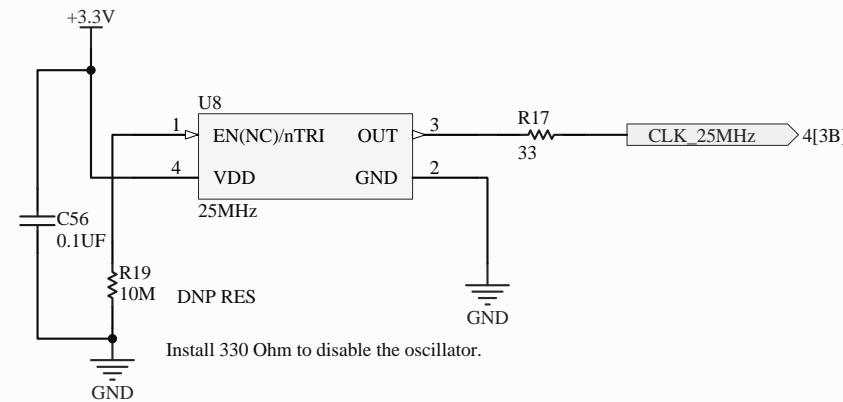 +3.3V
U8
1
EN(NC)/nTRI
OUT
3
R17
33
CLK_25MHz
4[3B]
4
VDD
GND
2
25MHz
C56
0.1UF
R19
10M
DNP RES
GND
Install 330 Ohm to disable the oscillator.
GND